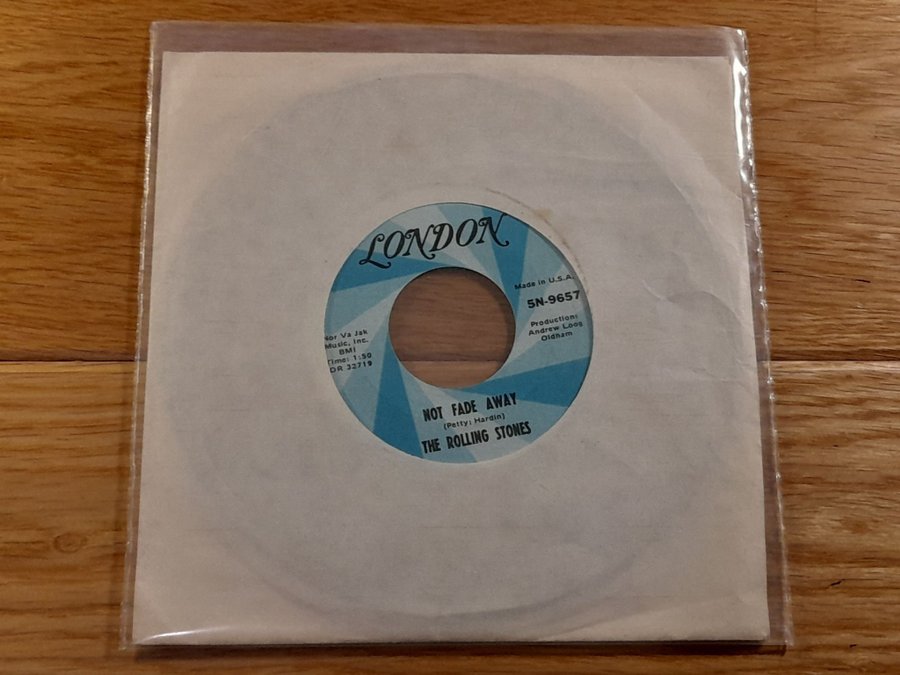 LONDON
Made in U.S.A.
5N-9657
Production:
Andrew Loog
Oldham
Nor Va Jak
Music, Inc.
BMI
Time: 1:50
DR 32719
NOT FADE AWAY
(Petty; Hardin)
THE ROLLING STONES